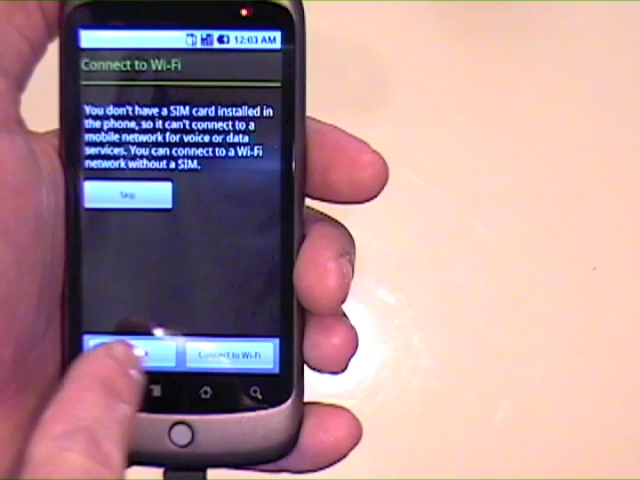 12:03 AM
Connect to Wi-Fi
You don't have a SIM card installed in
the phone, so it can't connect to a
mobile network for voice or data
services. You can connect to a Wi-Fi
network without a SIM.
Skip
Connect to Wi-Fi